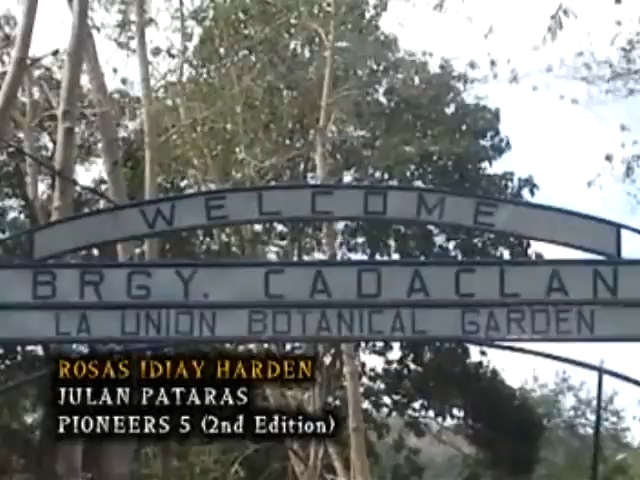 WELCOME
BRGY. CADACLAN
LA UNION BOTANICAL GARDEN
ROSAS IDIAY HARDEN
JULAN PATARAS
PIONEERS 5 (2nd Edition)